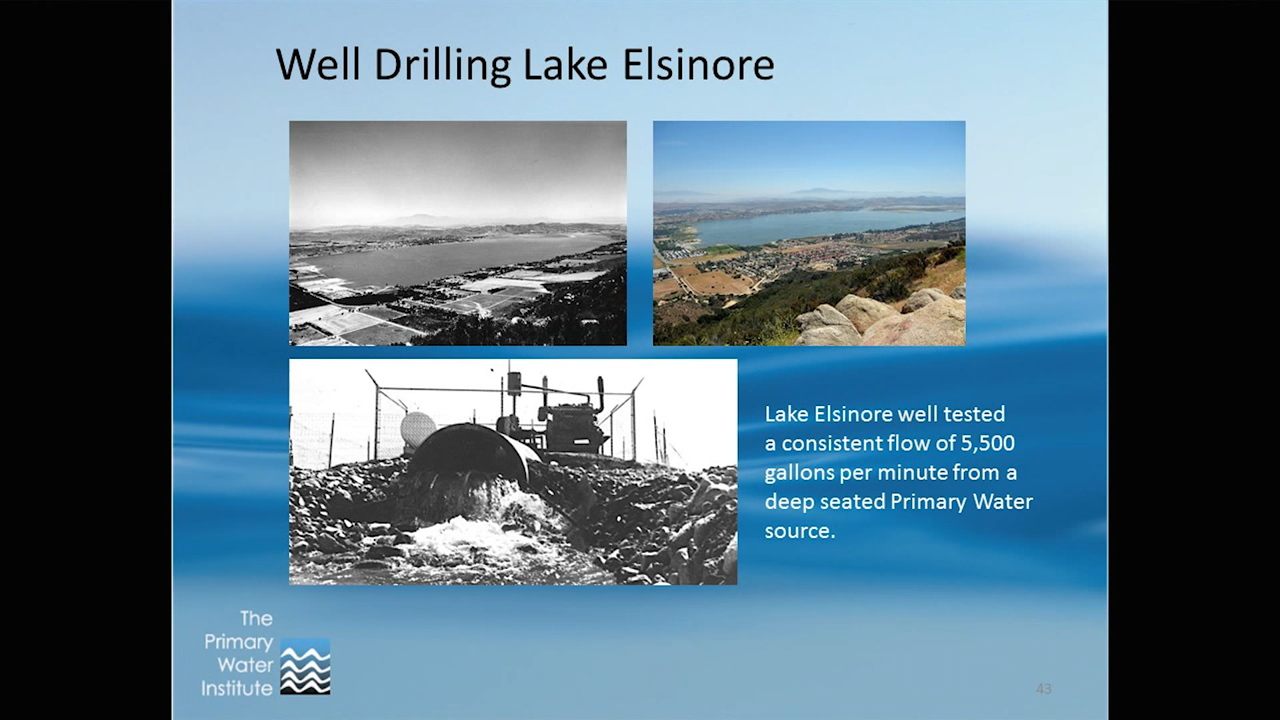 Well Drilling Lake Elsinore
Lake Elsinore well tested
a consistent flow of 5,500
gallons per minute from a
deep seated Primary Water
source.
The
Primary
Water
Institute
43